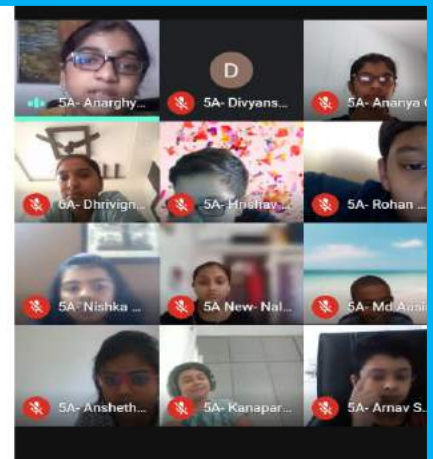 5A- Anarghy...
D
5A- Divyans...
5A- Ananya
5A- Dhrivign...
5A- Hrishav
5A- Rohan
5A- Nishka ...
5A New- Nal...
5A- Md Aasi
5A- Ansheth...
5A- Kanapar...
5A- Arnav S..